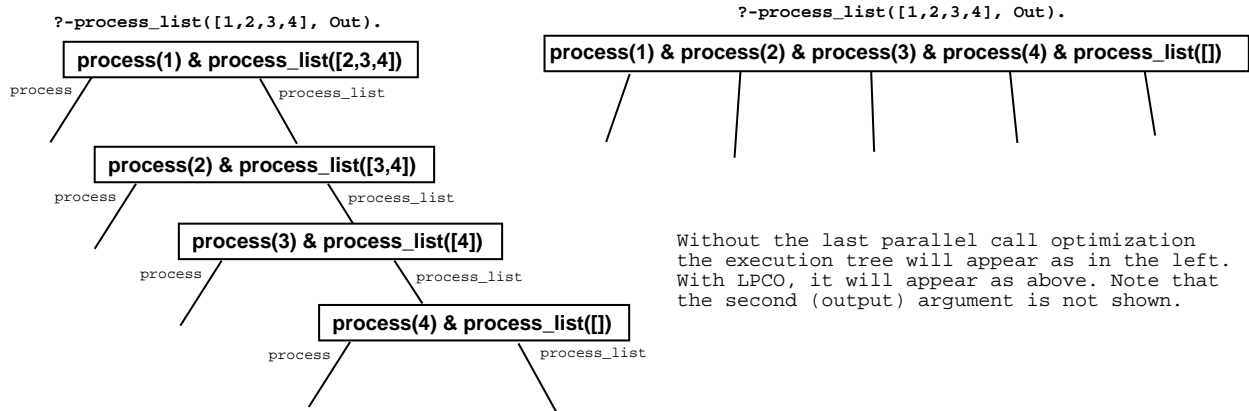 ?-process_list([1,2,3,4], Out).
process(1) & process_list([2,3,4])
process
process_list
process(2) & process_list([3,4])
process
process_list
process(3) & process_list([4])
process
process_list
process(4) & process_list([])
process
process_list
?-process_list([1,2,3,4], Out).
process(1) & process(2) & process(3) & process(4) & process_list([])
Without the last parallel call optimization
the execution tree will appear as in the left.
With LPCO, it will appear as above. Note that
the second (output) argument is not shown.